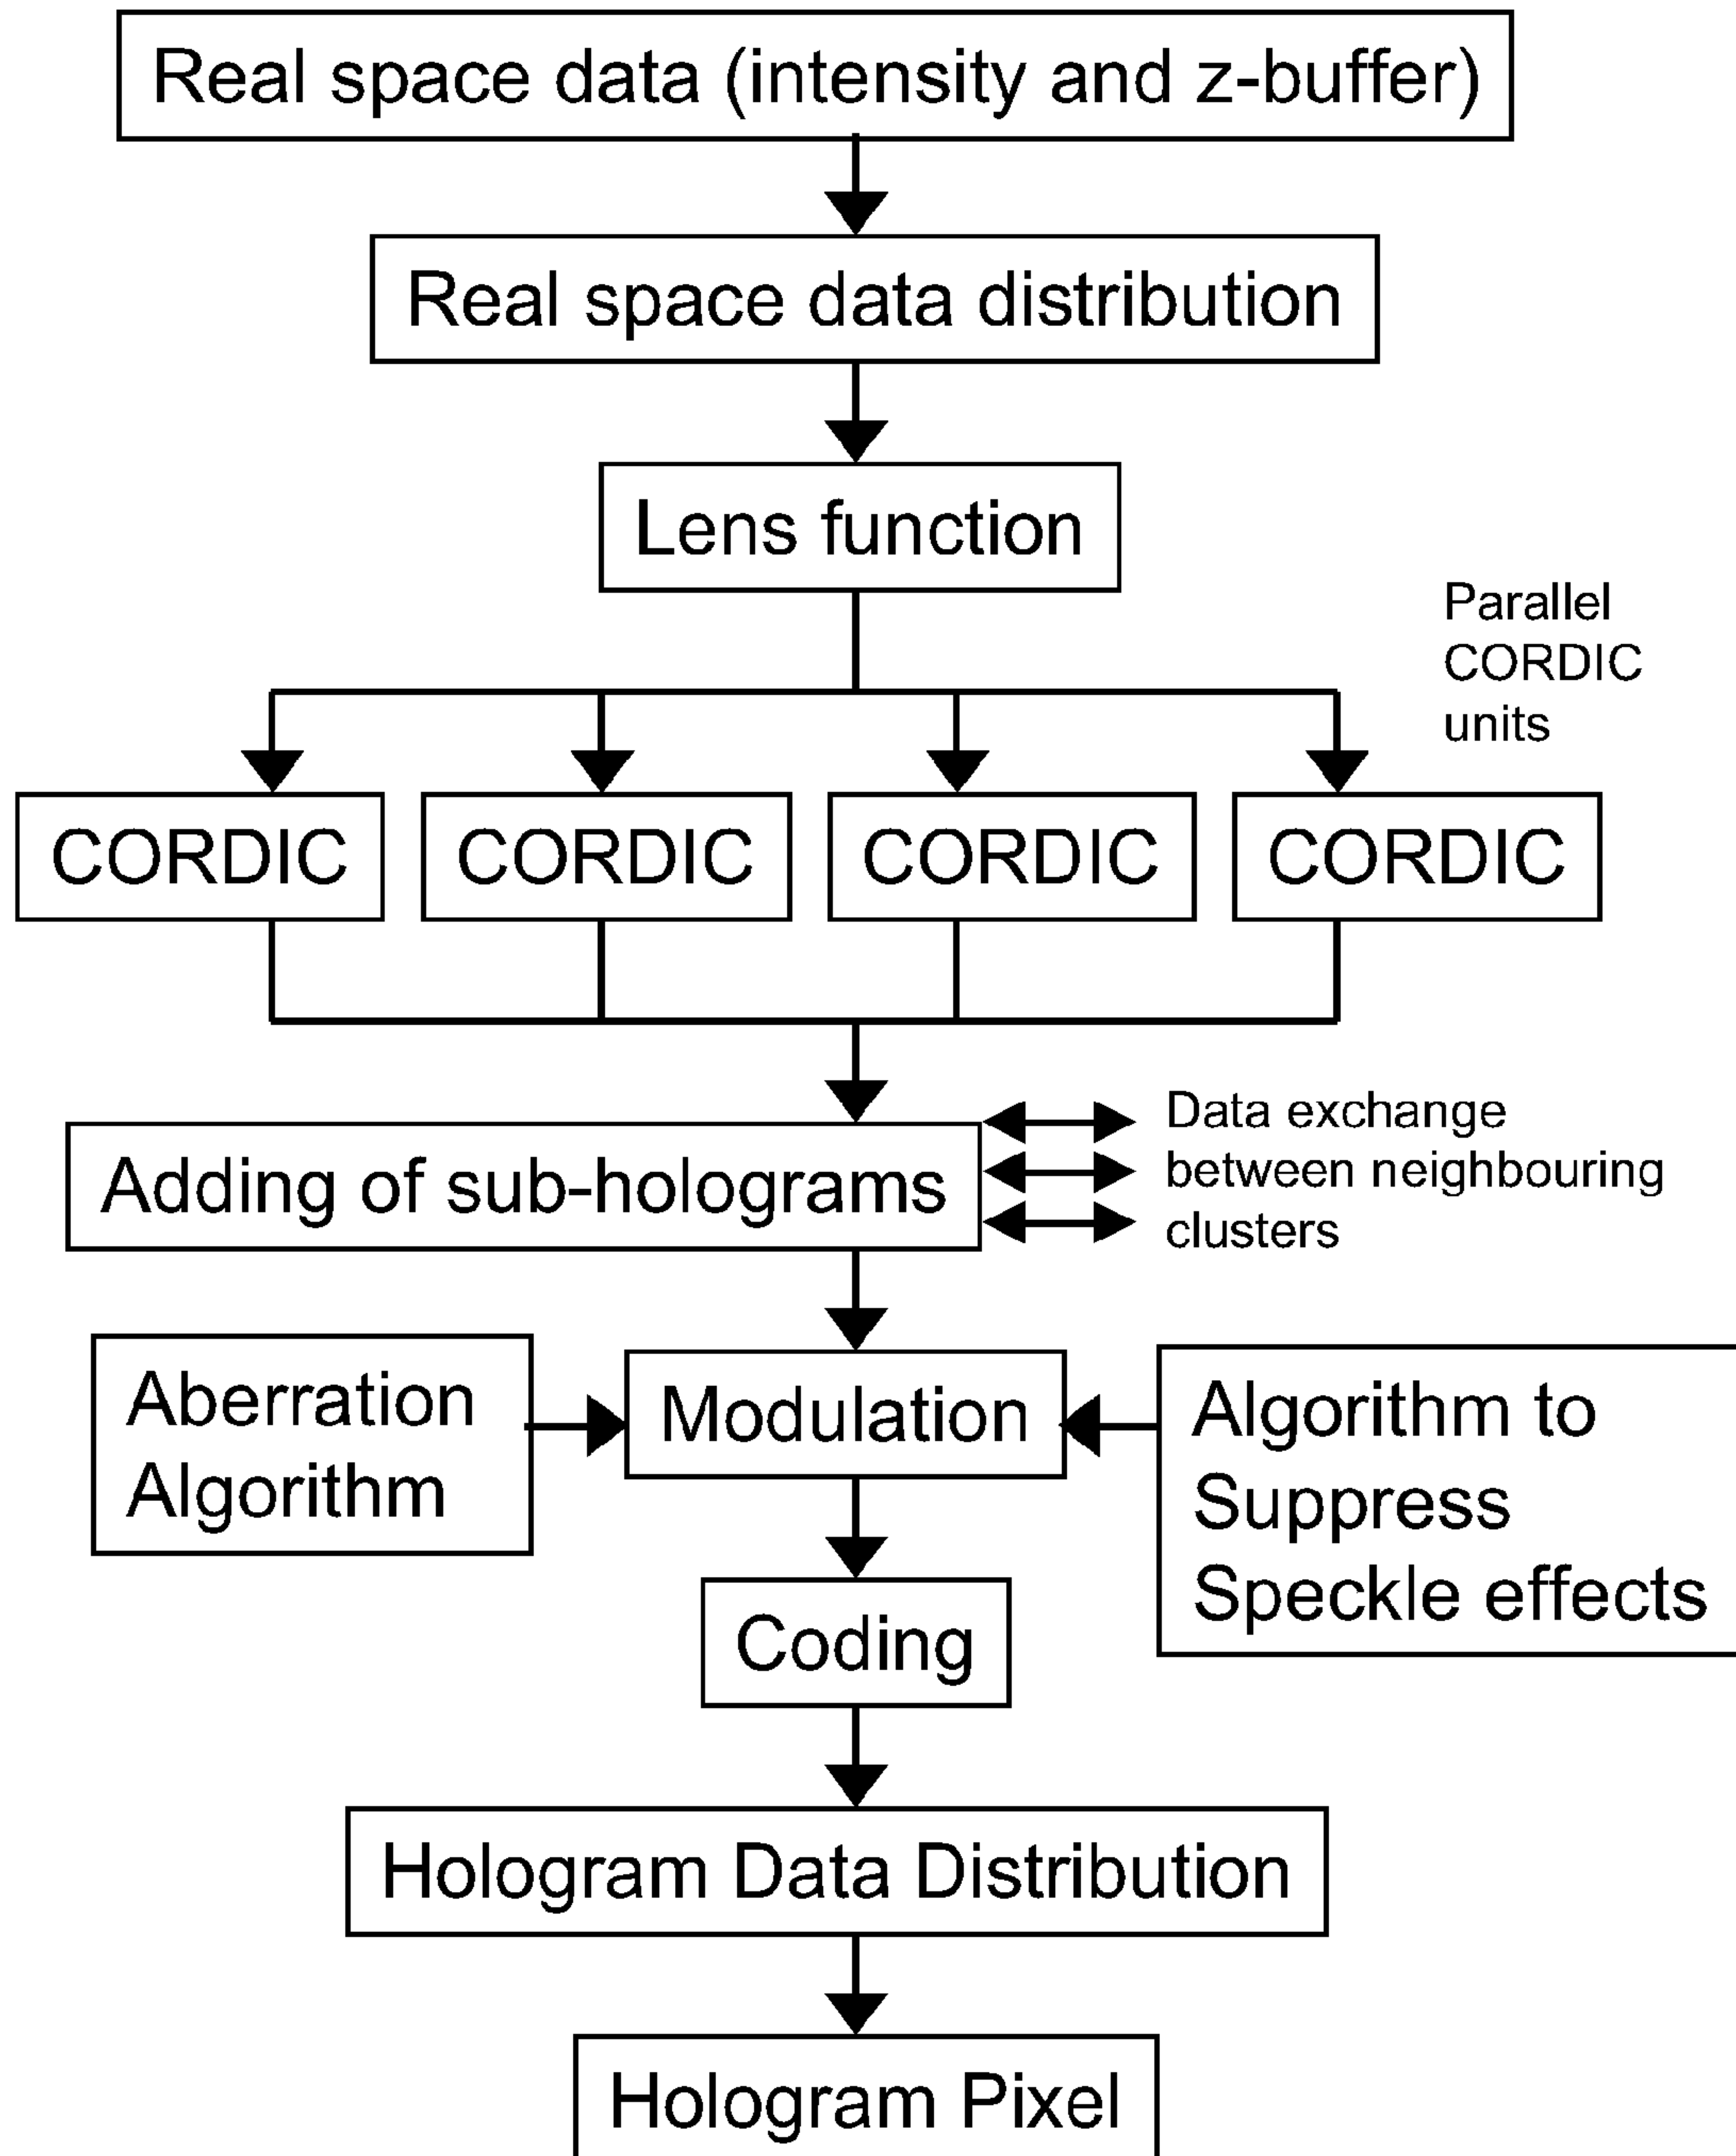 Real space data (intensity and z-buffer)
Real space data distribution
Lens function
Parallel
CORDIC
units
CORDIC
CORDIC
CORDIC
CORDIC
Adding of sub-holograms
Data exchange
between neighbouring
clusters
Aberration
Algorithm
Modulation
Algorithm to
Suppress
Speckle effects
Coding
Hologram Data Distribution
Hologram Pixel